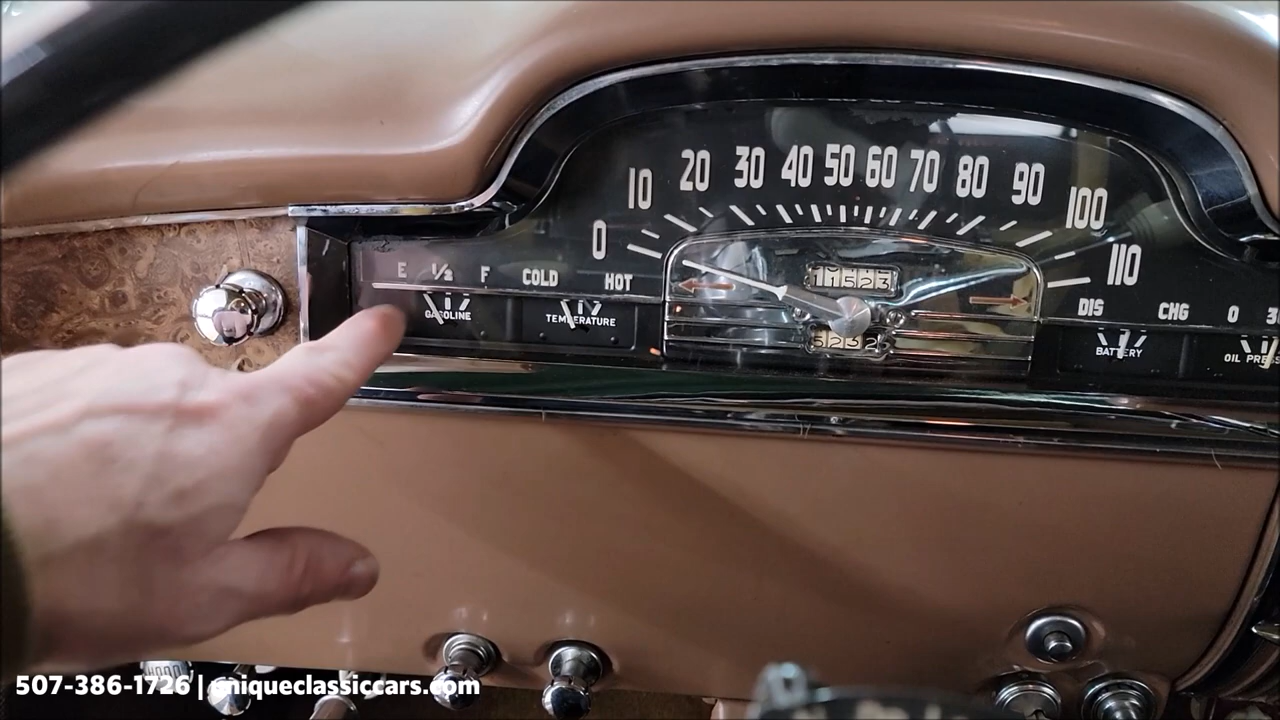 0 10 20 30 40 50 60 70 80 90 100 110
E 1/2 F COLD HOT
GASOLINE TEMPERATURE
DIS CHG 0
BATTERY OIL PRES
HOOD
507-386-1726 | uniqueclassiccars.com